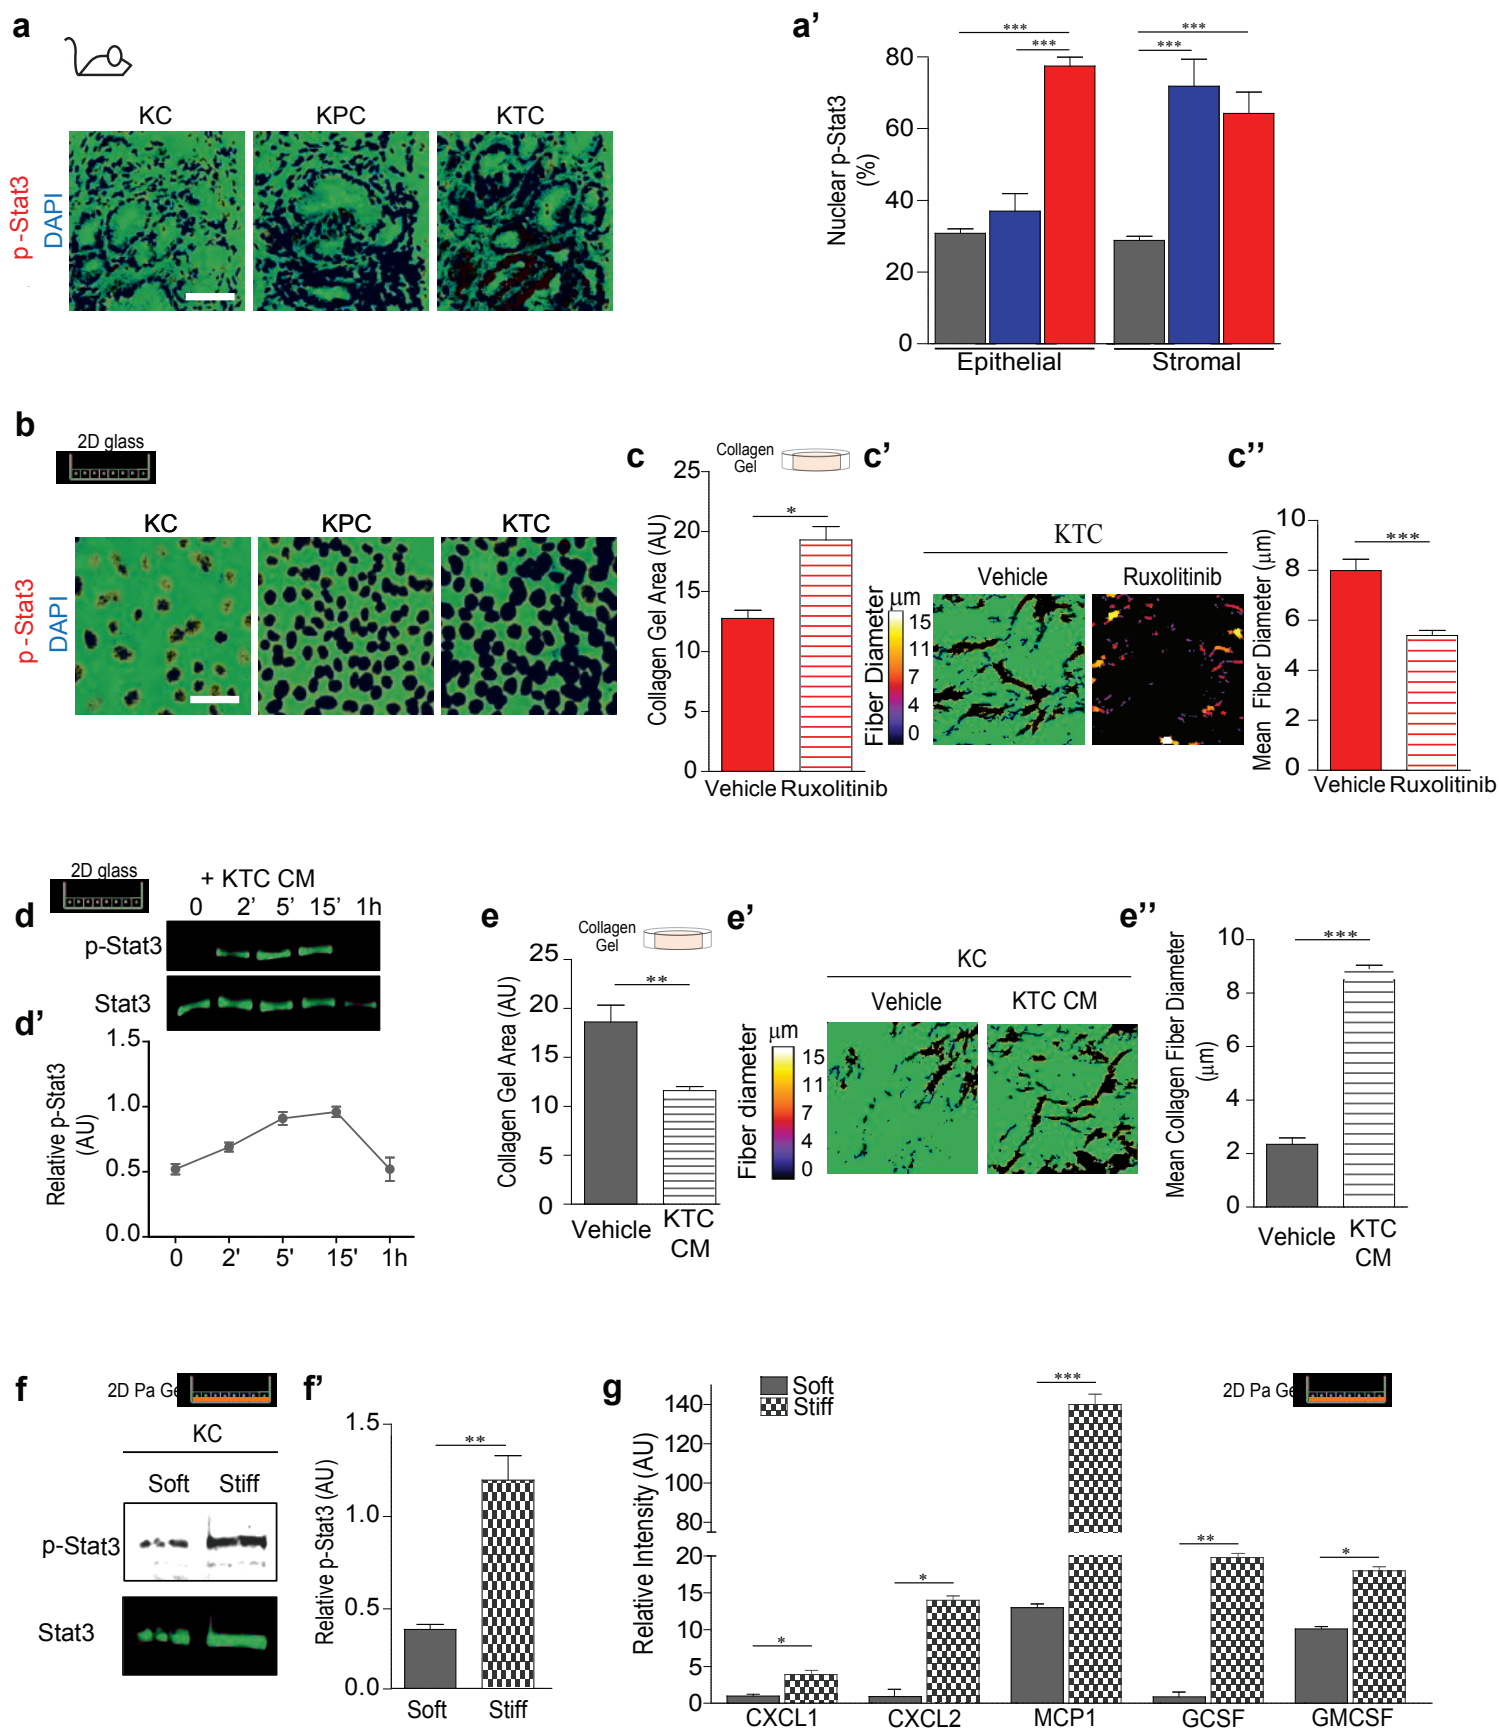 a
KC KPC KTC
p-Stat3
DAPI
a’
Nuclear p-Stat3
(%)
80
60
40
20
0
*** *** *** ***
Epithelial Stromal
b
2D glass
KC KPC KTC
p-Stat3
DAPI
c
Collagen
Gel
Collagen Gel Area (AU)
25
20
15
10
5
0
*
Vehicle Ruxolitinib
c’
KTC
Vehicle Ruxolitinib
Fiber Diameter
μm
15
11
7
4
0
c’’
Mean Fiber Diameter (μm)
10
8
6
4
2
0
***
Vehicle Ruxolitinib
d
2D glass
+ KTC CM
0 2’ 5’ 15’ 1h
p-Stat3
Stat3
d’
Relative p-Stat3
(AU)
1.5
1.0
0.5
0.0
0 2' 5' 15' 1h
e
Collagen
Gel
Collagen Gel Area (AU)
25
20
15
10
5
0
**
Vehicle KTC
CM
e’
KC
Vehicle KTC CM
Fiber diameter
μm
15
11
7
4
0
e’’
Mean Collagen Fiber Diameter
(μm)
10
8
6
4
2
0
***
Vehicle KTC
CM
f
2D Pa Ge
KC
Soft Stiff
p-Stat3
Stat3
f’
Relative p-Stat3 (AU)
1.5
1.0
0.5
0.0
**
Soft Stiff
g
Soft
Stiff
2D Pa Ge
Relative Intensity (AU)
140
120
100
80
20
15
10
5
0
* * *** ** *
CXCL1 CXCL2 MCP1 GCSF GMCSF